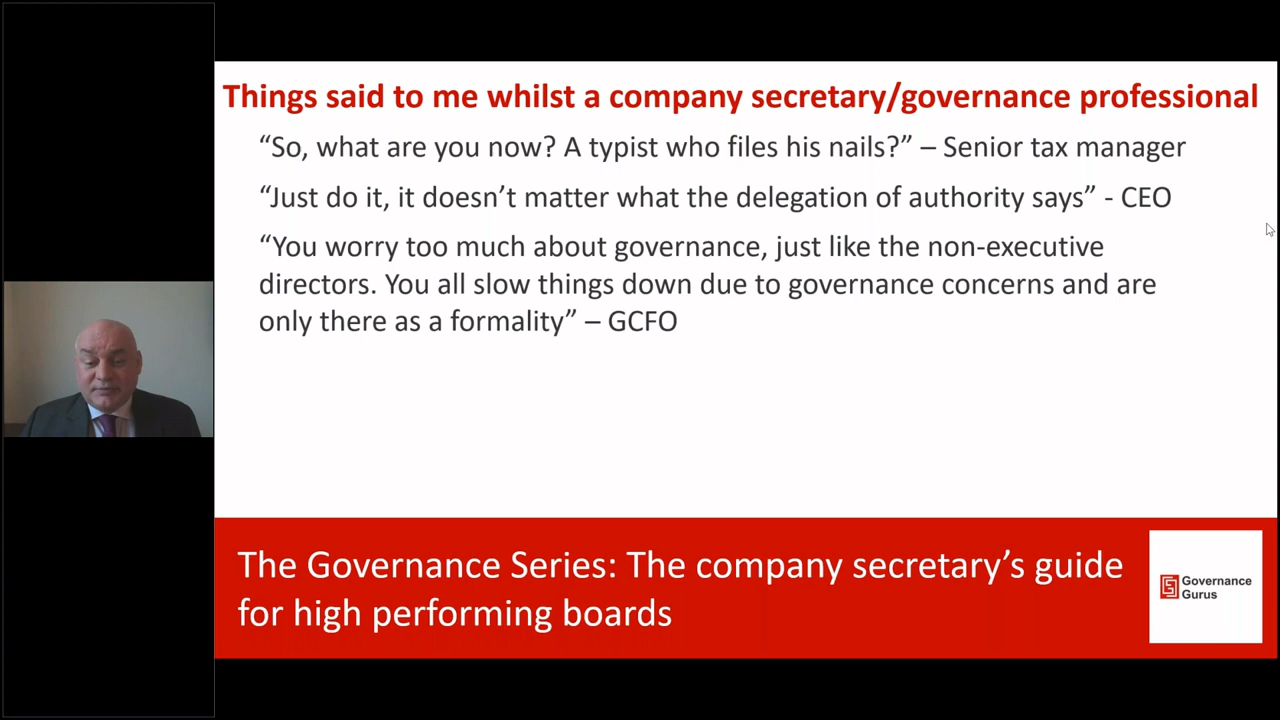 Things said to me whilst a company secretary/governance professional
“So, what are you now? A typist who files his nails?” – Senior tax manager
“Just do it, it doesn’t matter what the delegation of authority says” - CEO
“You worry too much about governance, just like the non-executive
directors. You all slow things down due to governance concerns and are
only there as a formality” – GCFO
The Governance Series: The company secretary’s guide
for high performing boards
Governance
Gurus